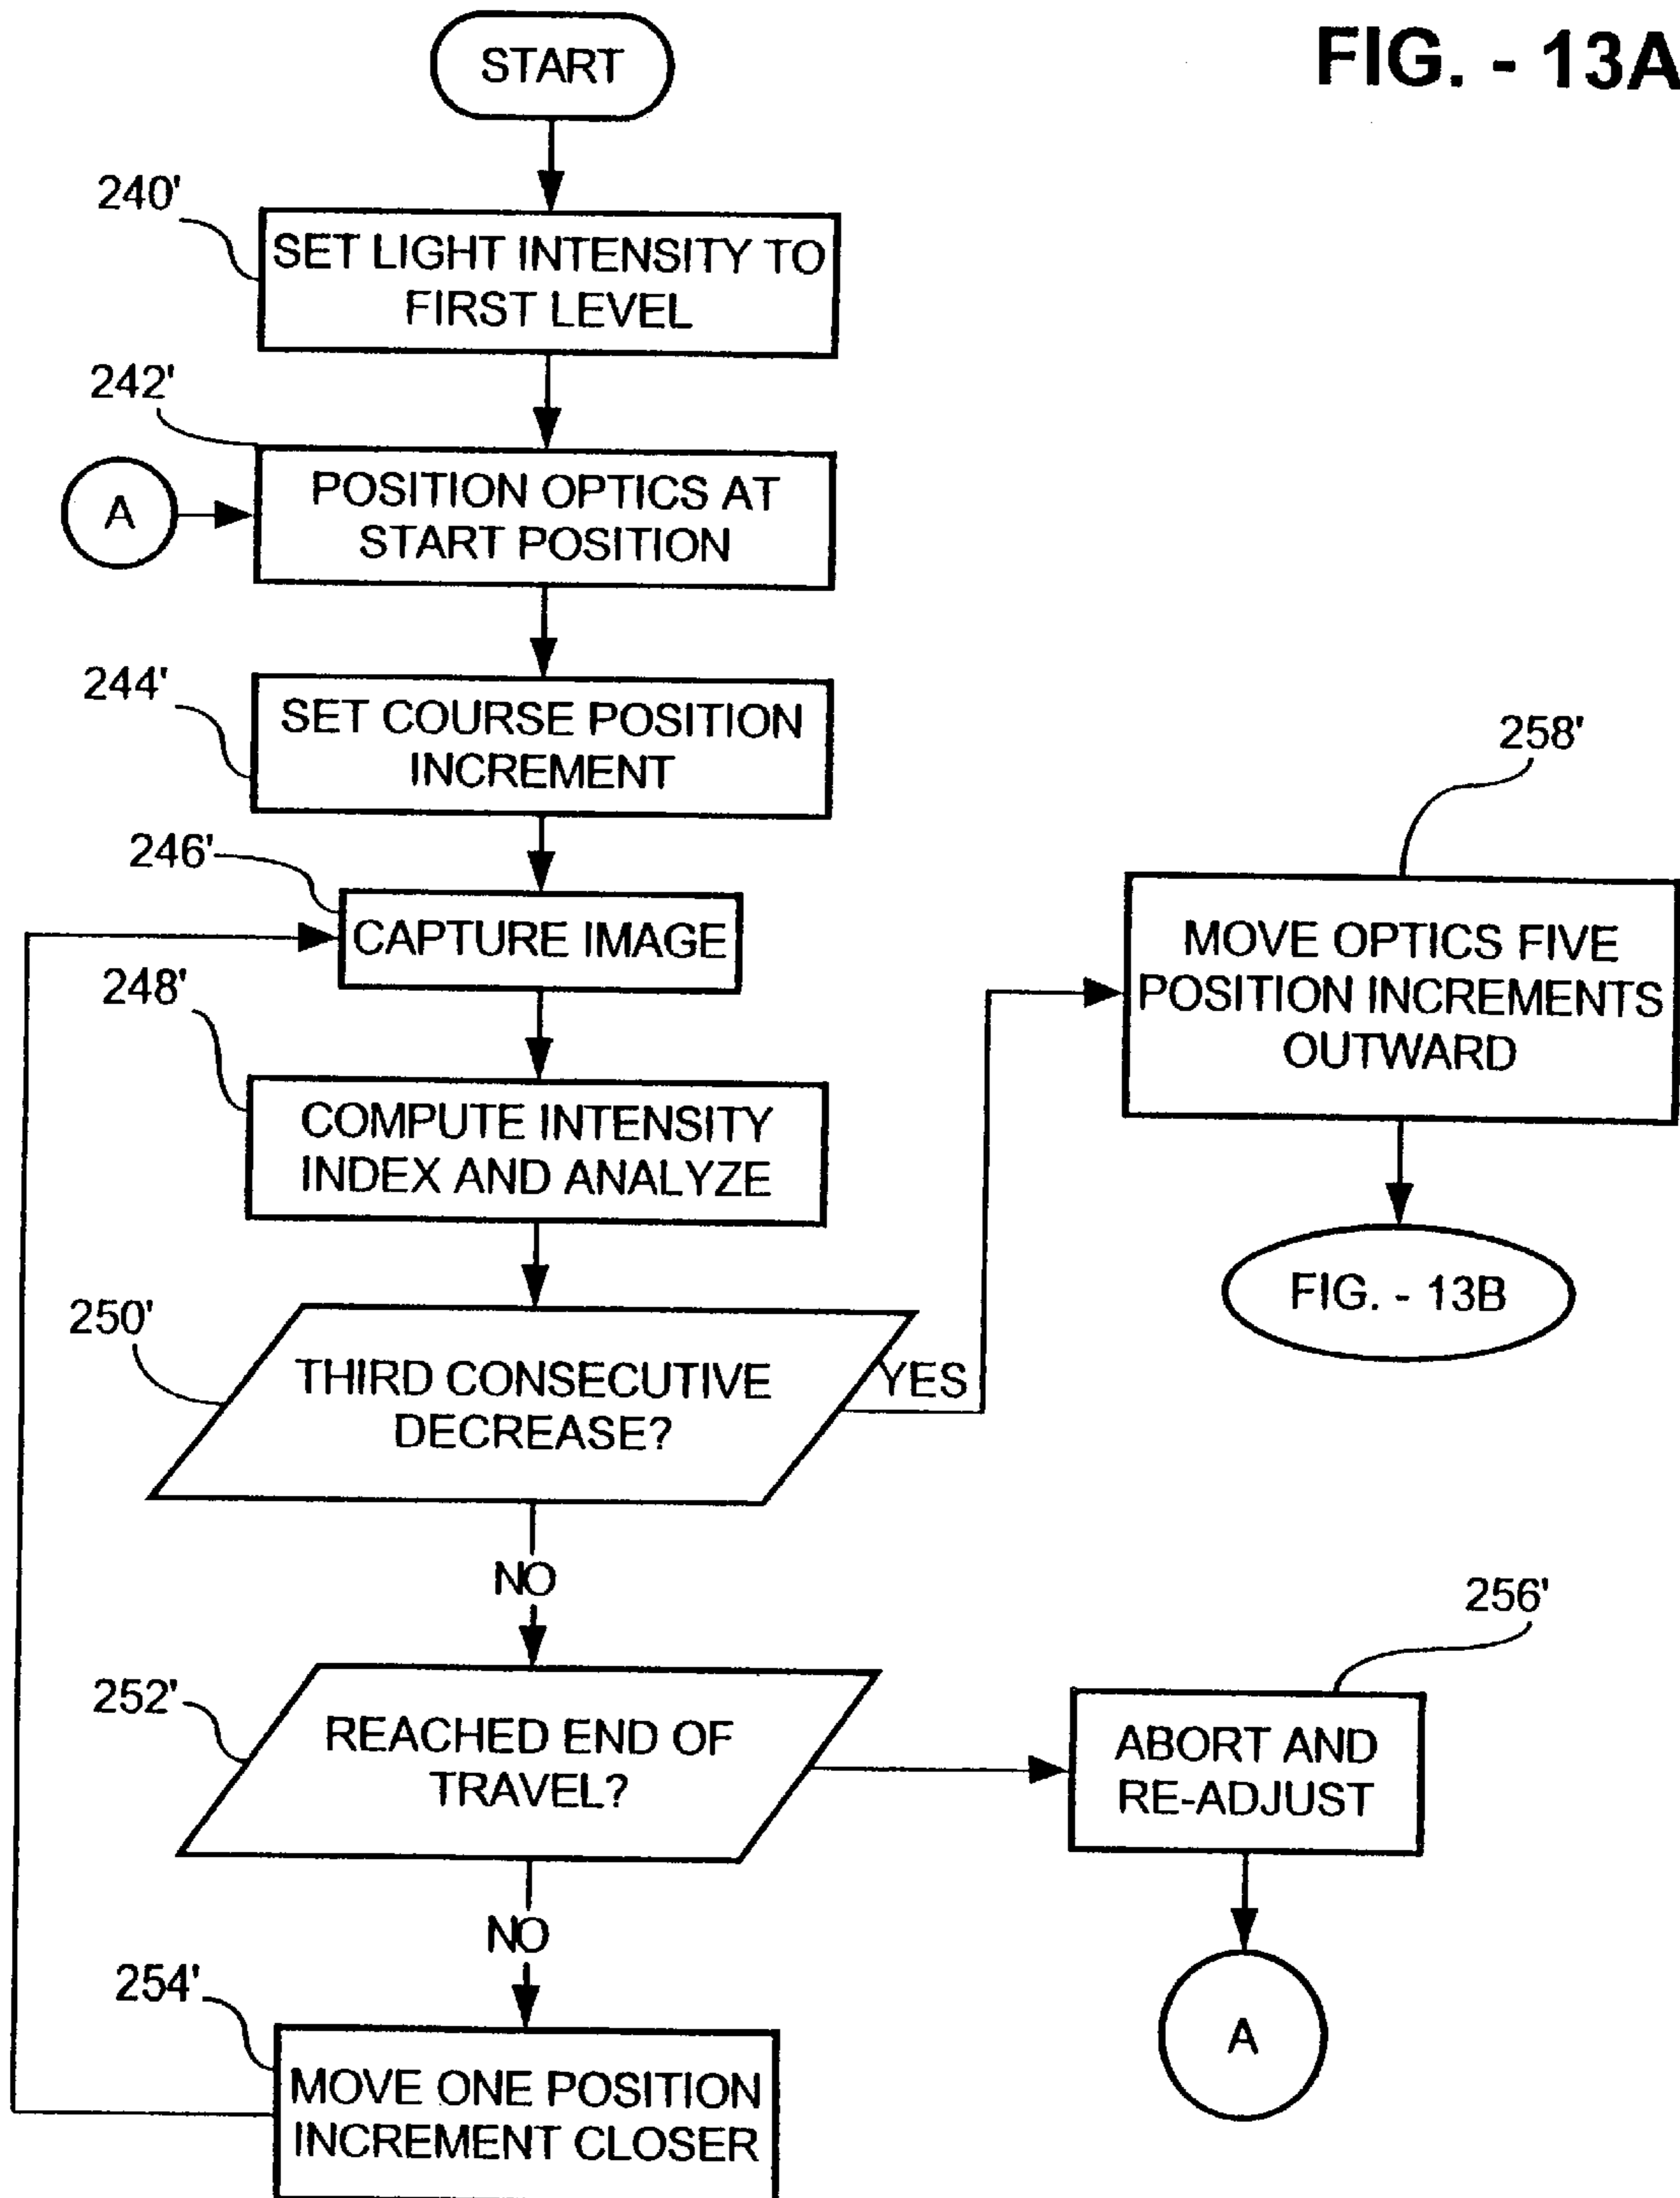 FIG. - 13A
START
240'
SET LIGHT INTENSITY TO
FIRST LEVEL
242'
A
POSITION OPTICS AT
START POSITION
244'
SET COURSE POSITION
INCREMENT
246'
CAPTURE IMAGE
248'
COMPUTE INTENSITY
INDEX AND ANALYZE
250'
THIRD CONSECUTIVE
DECREASE?
YES
258'
MOVE OPTICS FIVE
POSITION INCREMENTS
OUTWARD
FIG. - 13B
NO
252'
REACHED END OF
TRAVEL?
256'
ABORT AND
RE-ADJUST
A
NO
254'
MOVE ONE POSITION
INCREMENT CLOSER